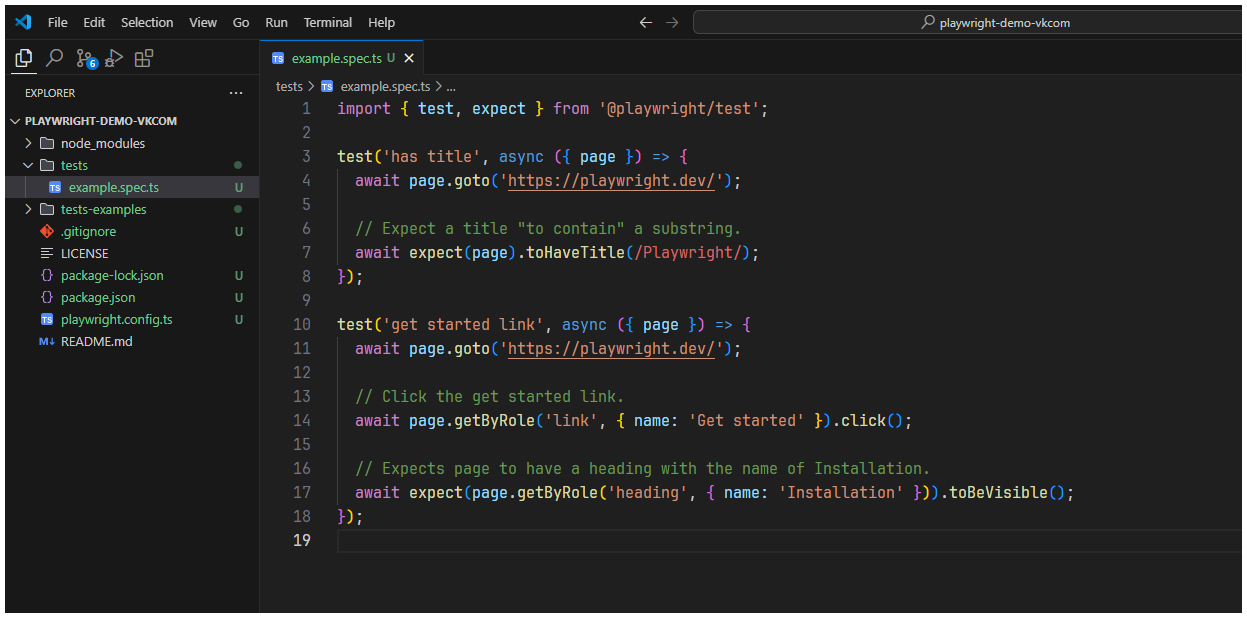 File Edit Selection View Go Run Terminal Help
playwright-demo-vkcom
6
EXPLORER ...
PLAYWRIGHT-DEMO-VKCOM
node_modules
tests
TS example.spec.ts U
tests-examples
.gitignore U
LICENSE
{} package-lock.json U
{} package.json U
TS playwright.config.ts U
M↓ README.md
TS example.spec.ts U
tests > TS example.spec.ts > ...
1 import { test, expect } from '@playwright/test';
2
3 test('has title', async ({ page }) => {
4   await page.goto('https://playwright.dev/');
5
6   // Expect a title "to contain" a substring.
7   await expect(page).toHaveTitle(/Playwright/);
8 });
9
10 test('get started link', async ({ page }) => {
11   await page.goto('https://playwright.dev/');
12
13   // Click the get started link.
14   await page.getByRole('link', { name: 'Get started' }).click();
15
16   // Expects page to have a heading with the name of Installation.
17   await expect(page.getByRole('heading', { name: 'Installation' })).toBeVisible();
18 });
19